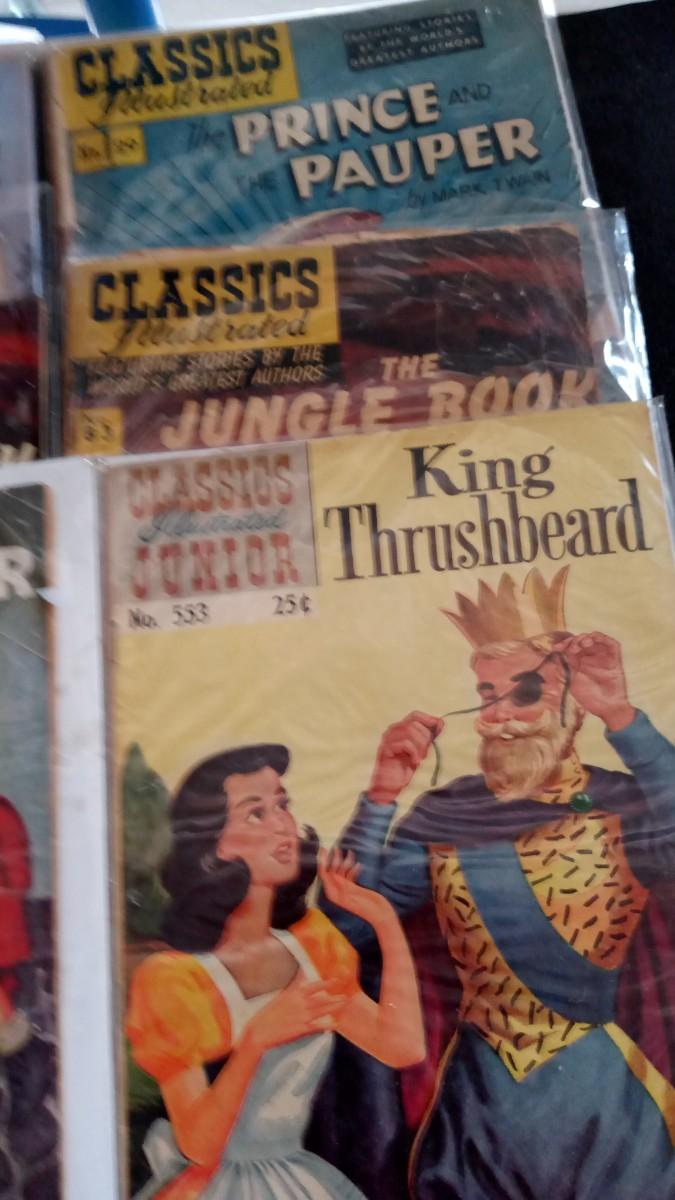 CLASSICS
Illustrated
FEATURING STORIES
BY THE WORLD'S
GREATEST AUTHORS
The PRINCE AND
THE PAUPER
by MARK TWAIN
CLASSICS
Illustrated
FEATURING STORIES BY THE
WORLD'S GREATEST AUTHORS
83
THE
JUNGLE BOOK
CLASSICS
Illustrated
JUNIOR
No. 553 25¢
King
Thrushbeard
R